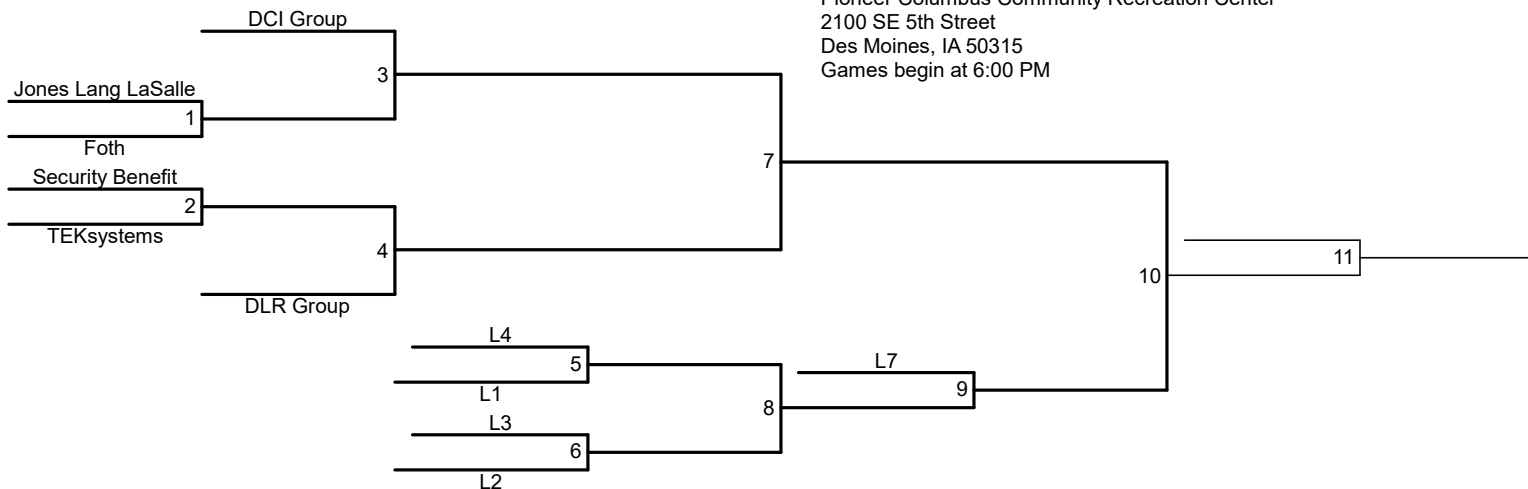 Pioneer Columbus Community Recreation Center
2100 SE 5th Street
Des Moines, IA 50315
Games begin at 6:00 PM
DCI Group
3
Jones Lang LaSalle
1
Foth
7
Security Benefit
2
TEKsystems
4
11
10
DLR Group
L4
5
L7
L1
9
8
L3
6
L2